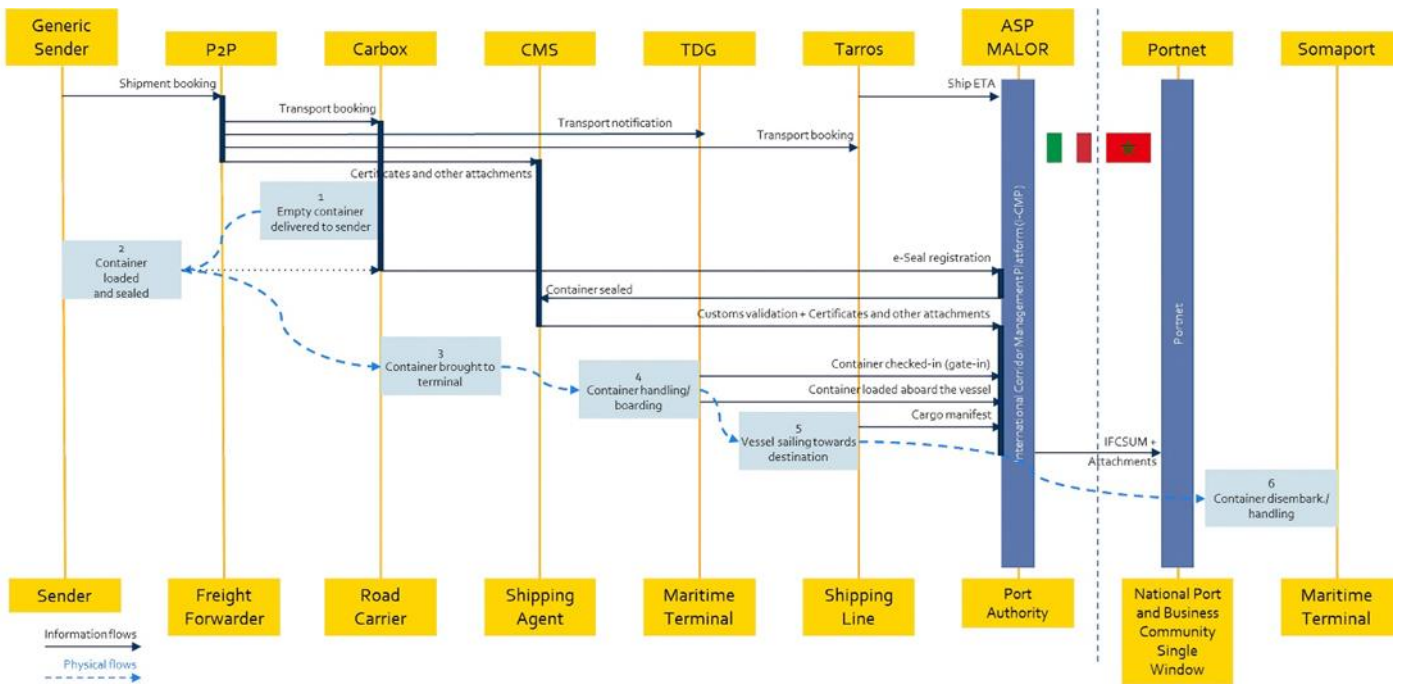 Generic
Sender
P2P
Carbox
CMS
TDG
Tarros
ASP
MALOR
Portnet
Somaport
Shipment booking
Ship ETA
Transport booking
Transport notification
Transport booking
Certificates and other attachments
1
Empty container
delivered to sender
2
Container
loaded
and sealed
e-Seal registration
Container sealed
Customs validation + Certificates and other attachments
3
Container brought to
terminal
Container checked-in (gate-in)
4
Container handling/
boarding
Container loaded aboard the vessel
Cargo manifest
5
Vessel sailing towards
destination
International Corridor Management Platform (I-CMP)
Portnet
IFCSUM +
Attachments
6
Container disembark./
handling
Sender
Freight
Forwarder
Road
Carrier
Shipping
Agent
Maritime
Terminal
Shipping
Line
Port
Authority
National Port
and Business
Community
Single
Window
Maritime
Terminal
Information flows
Physical flows